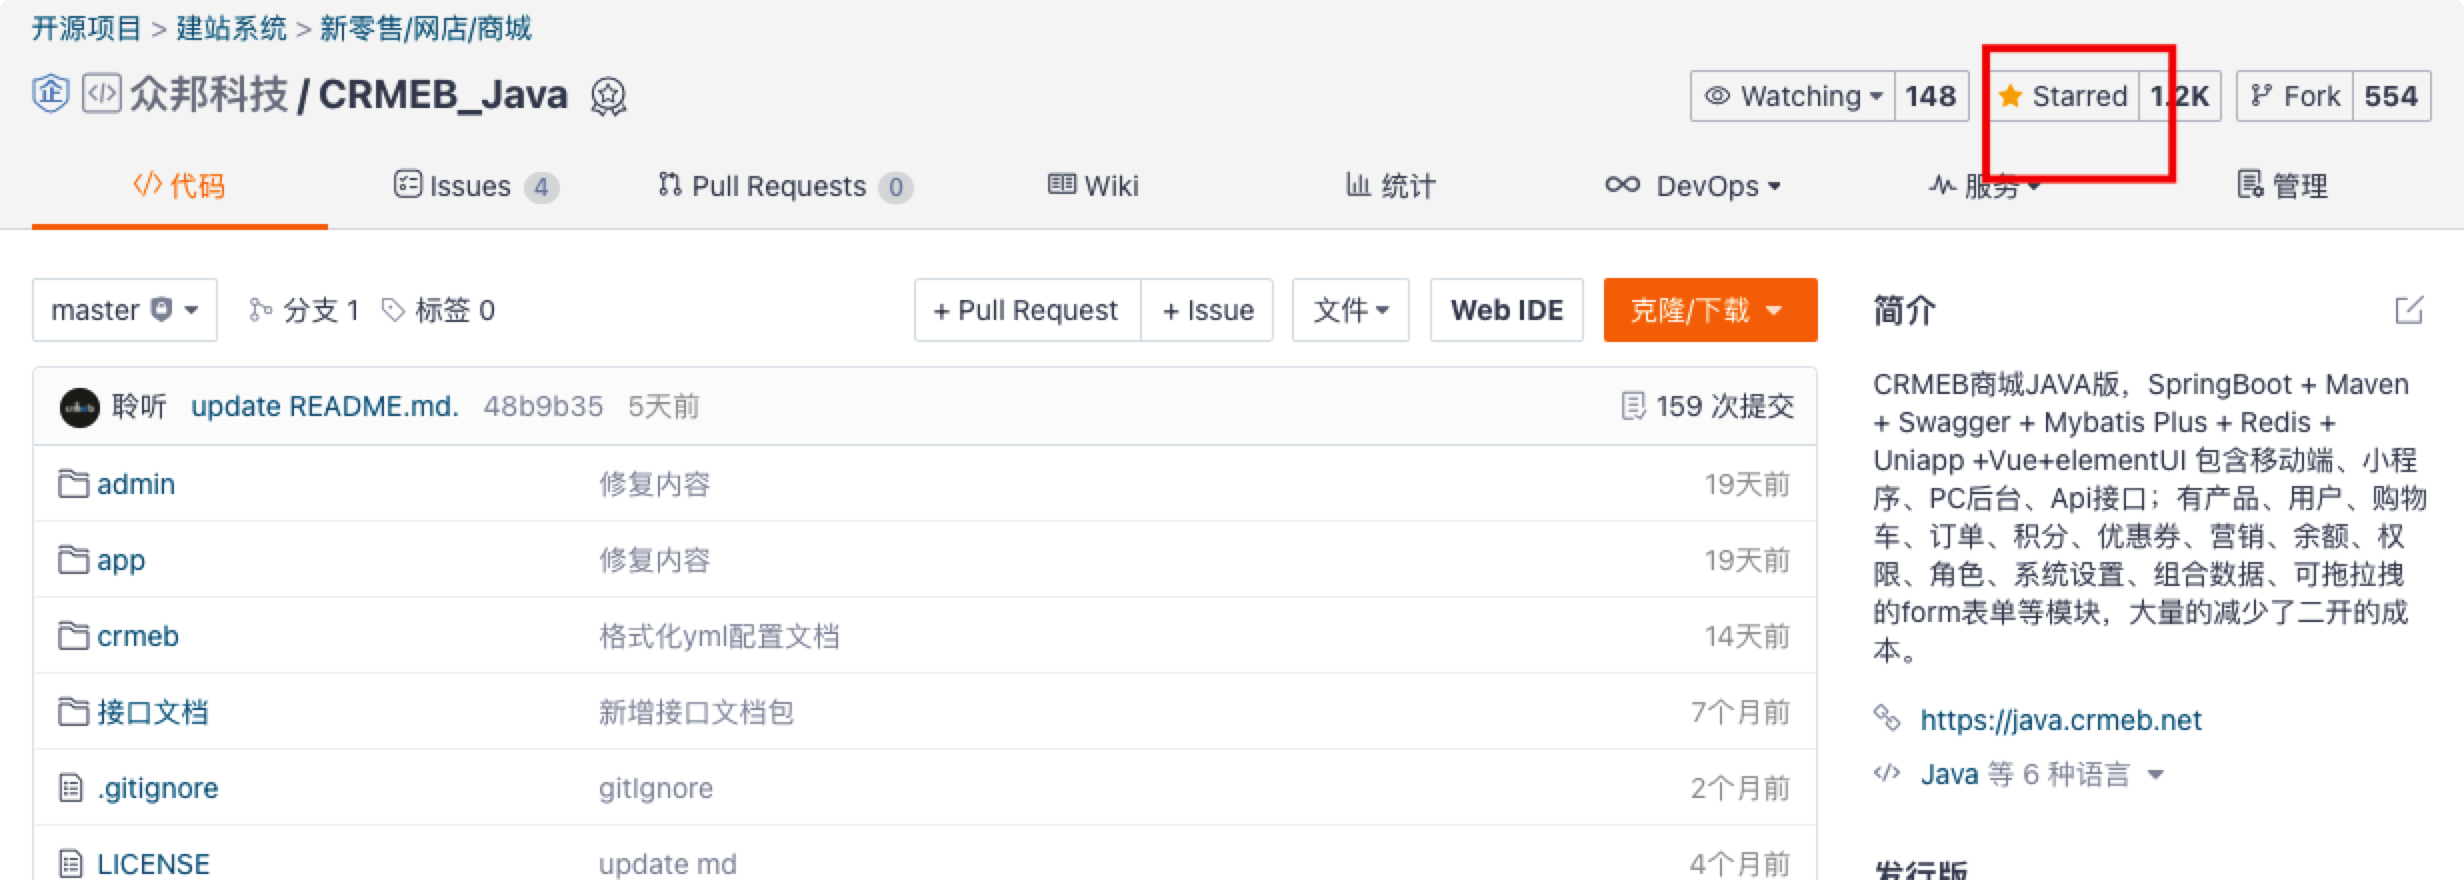 开源项目 > 建站系统 > 新零售/网店/商城
企 </> 众邦科技 / CRMEB_Java
Watching 148 Starred 1.2K Fork 554
</> 代码 Issues 4 Pull Requests 0 Wiki 统计 DevOps 服务 管理
master 分支 1 标签 0 + Pull Request + Issue 文件 Web IDE 克隆/下载
聆听 update README.md. 48b9b35 5天前 159 次提交
admin 修复内容 19天前
app 修复内容 19天前
crmeb 格式化yml配置文档 14天前
接口文档 新增接口文档包 7个月前
.gitignore gitIgnore 2个月前
LICENSE update md 4个月前
简介
CRMEB商城JAVA版，SpringBoot + Maven
+ Swagger + Mybatis Plus + Redis +
Uniapp +Vue+elementUI 包含移动端、小程
序、PC后台、Api接口；有产品、用户、购物
车、订单、积分、优惠券、营销、余额、权
限、角色、系统设置、组合数据、可拖拉拽
的form表单等模块，大量的减少了二开的成
本。
https://java.crmeb.net
</> Java 等 6 种语言
发行版